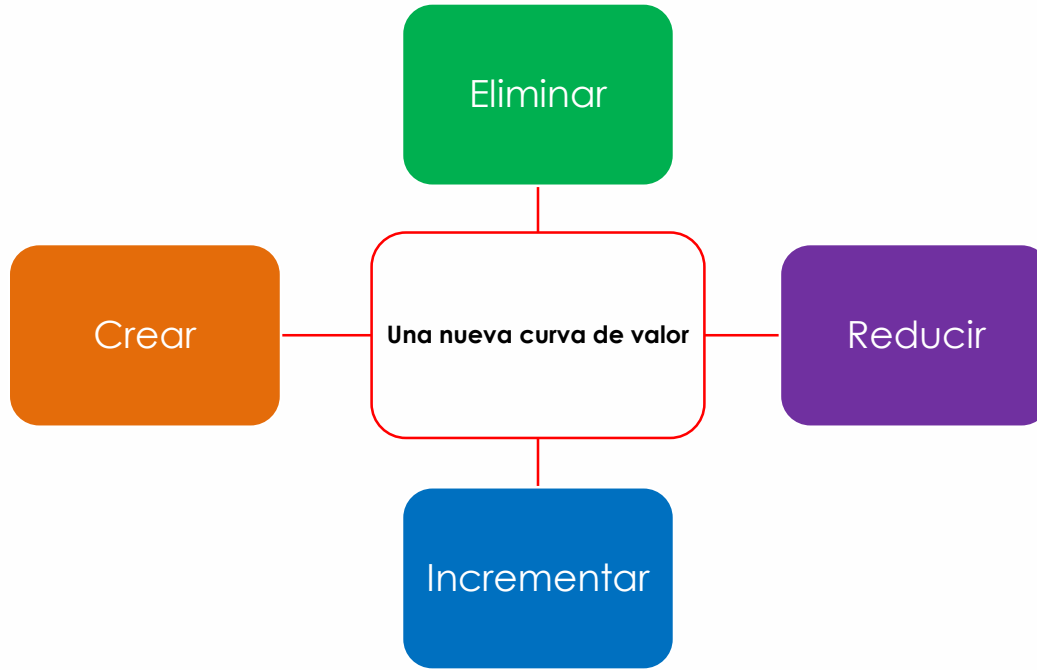 Eliminar
Crear
Una nueva curva de valor
Reducir
Incrementar